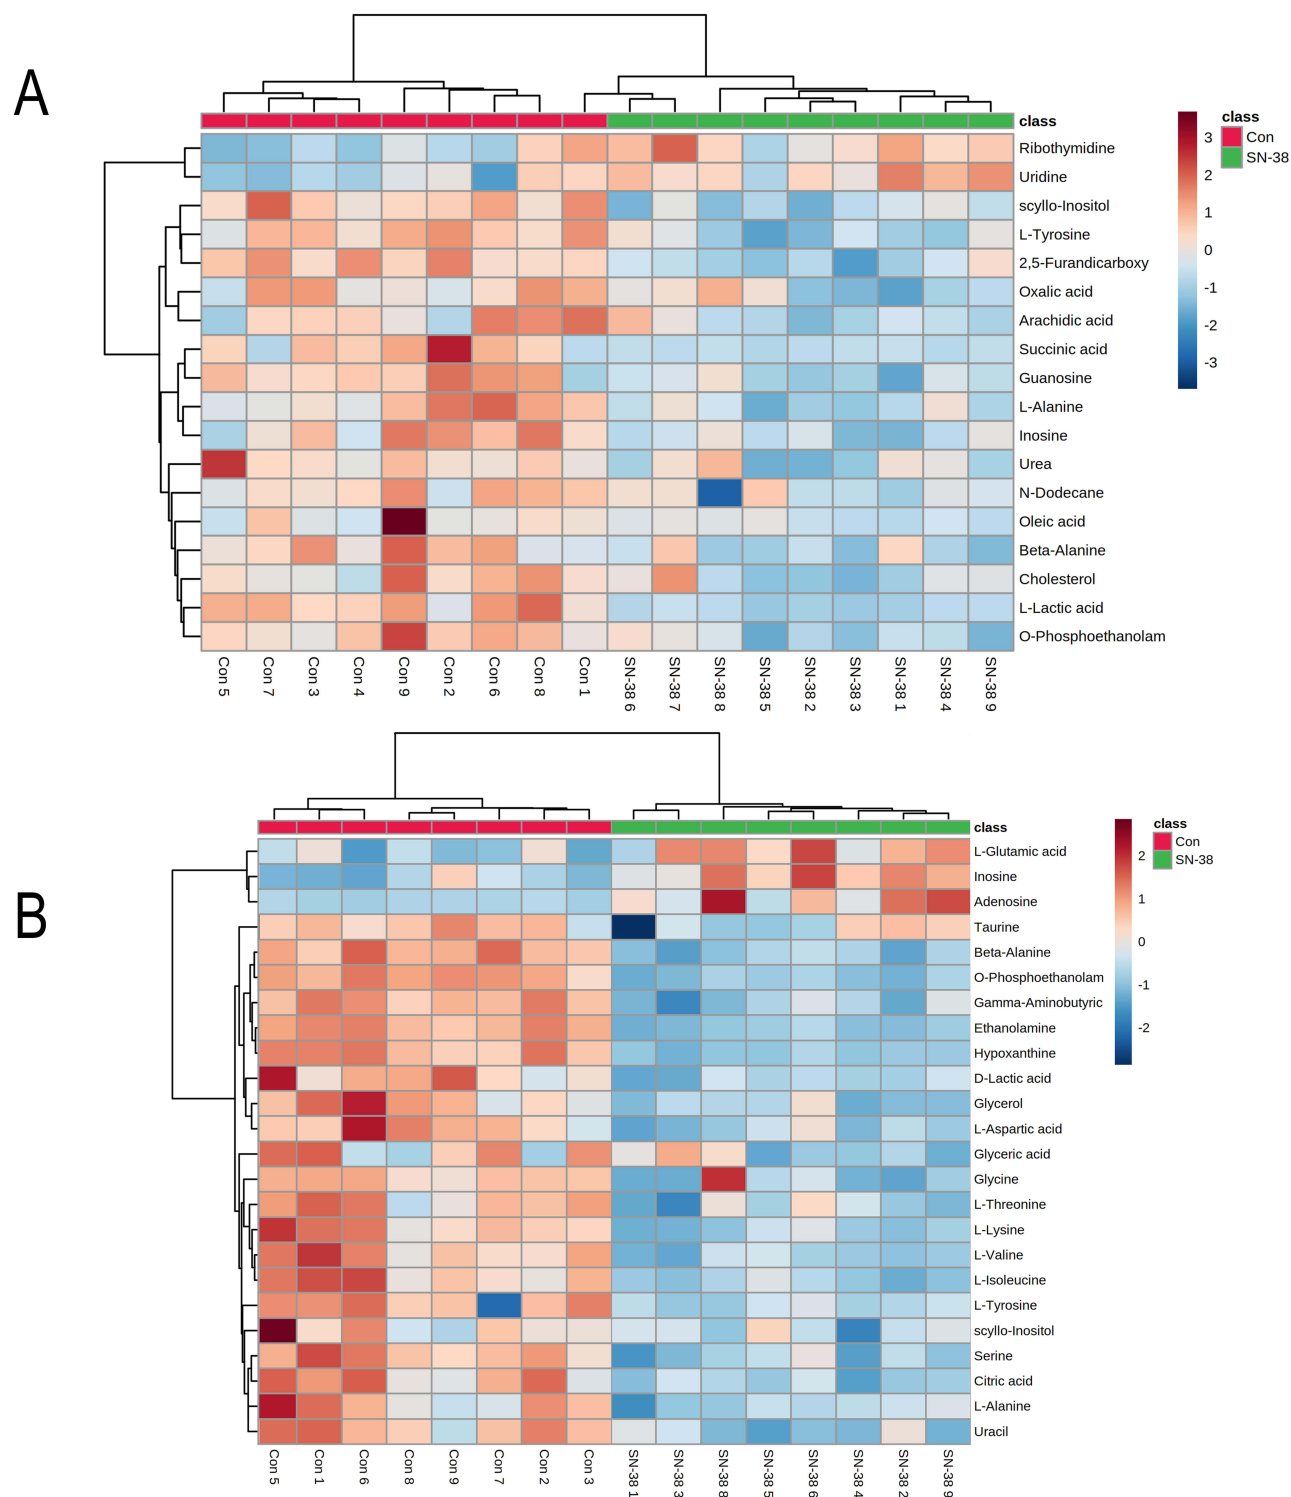 A
class
Ribothymidine
Uridine
scyllo-Inositol
L-Tyrosine
2,5-Furandicarboxy
Oxalic acid
Arachidic acid
Succinic acid
Guanosine
L-Alanine
Inosine
Urea
N-Dodecane
Oleic acid
Beta-Alanine
Cholesterol
L-Lactic acid
O-Phosphoethanolam
3
2
1
0
-1
-2
-3
class
Con
SN-38
Con 5
Con 7
Con 3
Con 4
Con 9
Con 2
Con 6
Con 8
Con 1
SN-38 6
SN-38 7
SN-38 8
SN-38 5
SN-38 2
SN-38 3
SN-38 1
SN-38 4
SN-38 9
B
class
L-Glutamic acid
Inosine
Adenosine
Taurine
Beta-Alanine
O-Phosphoethanolam
Gamma-Aminobutyric
Ethanolamine
Hypoxanthine
D-Lactic acid
Glycerol
L-Aspartic acid
Glyceric acid
Glycine
L-Threonine
L-Lysine
L-Valine
L-Isoleucine
L-Tyrosine
scyllo-Inositol
Serine
Citric acid
L-Alanine
Uracil
2
1
0
-1
-2
class
Con
SN-38
Con 5
Con 1
Con 6
Con 8
Con 9
Con 7
Con 2
Con 3
SN-38 1
SN-38 3
SN-38 8
SN-38 5
SN-38 6
SN-38 4
SN-38 2
SN-38 9